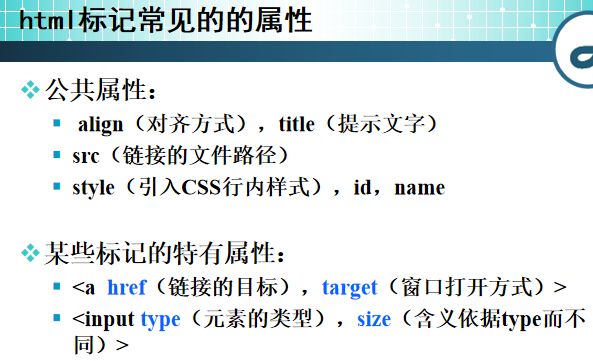 html标记常见的的属性
公共属性：
align（对齐方式），title（提示文字）
src（链接的文件路径）
style（引入CSS行内样式），id，name
某些标记的特有属性：
<a  href（链接的目标），target（窗口打开方式）>
<input type（元素的类型），size（含义依据type而不
同）>